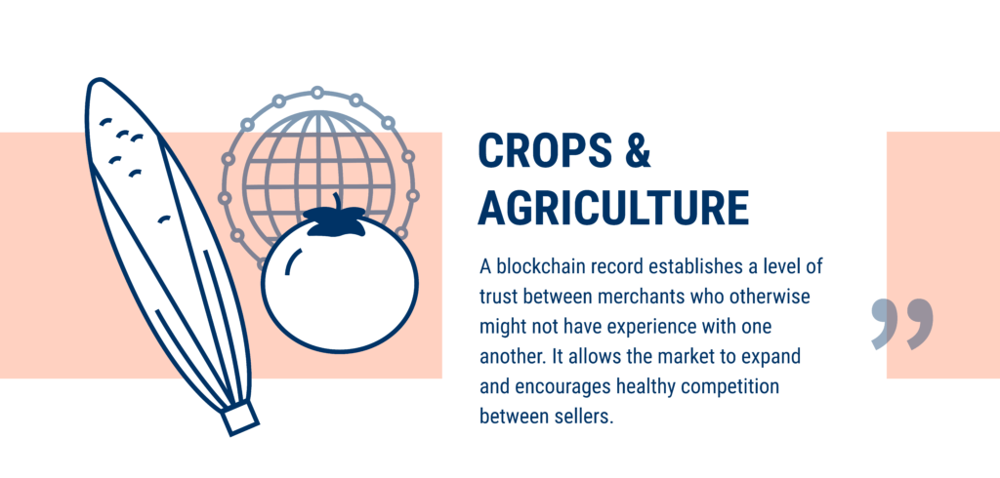 CROPS &
AGRICULTURE
A blockchain record establishes a level of
trust between merchants who otherwise
might not have experience with one
another. It allows the market to expand
and encourages healthy competition
between sellers.
”